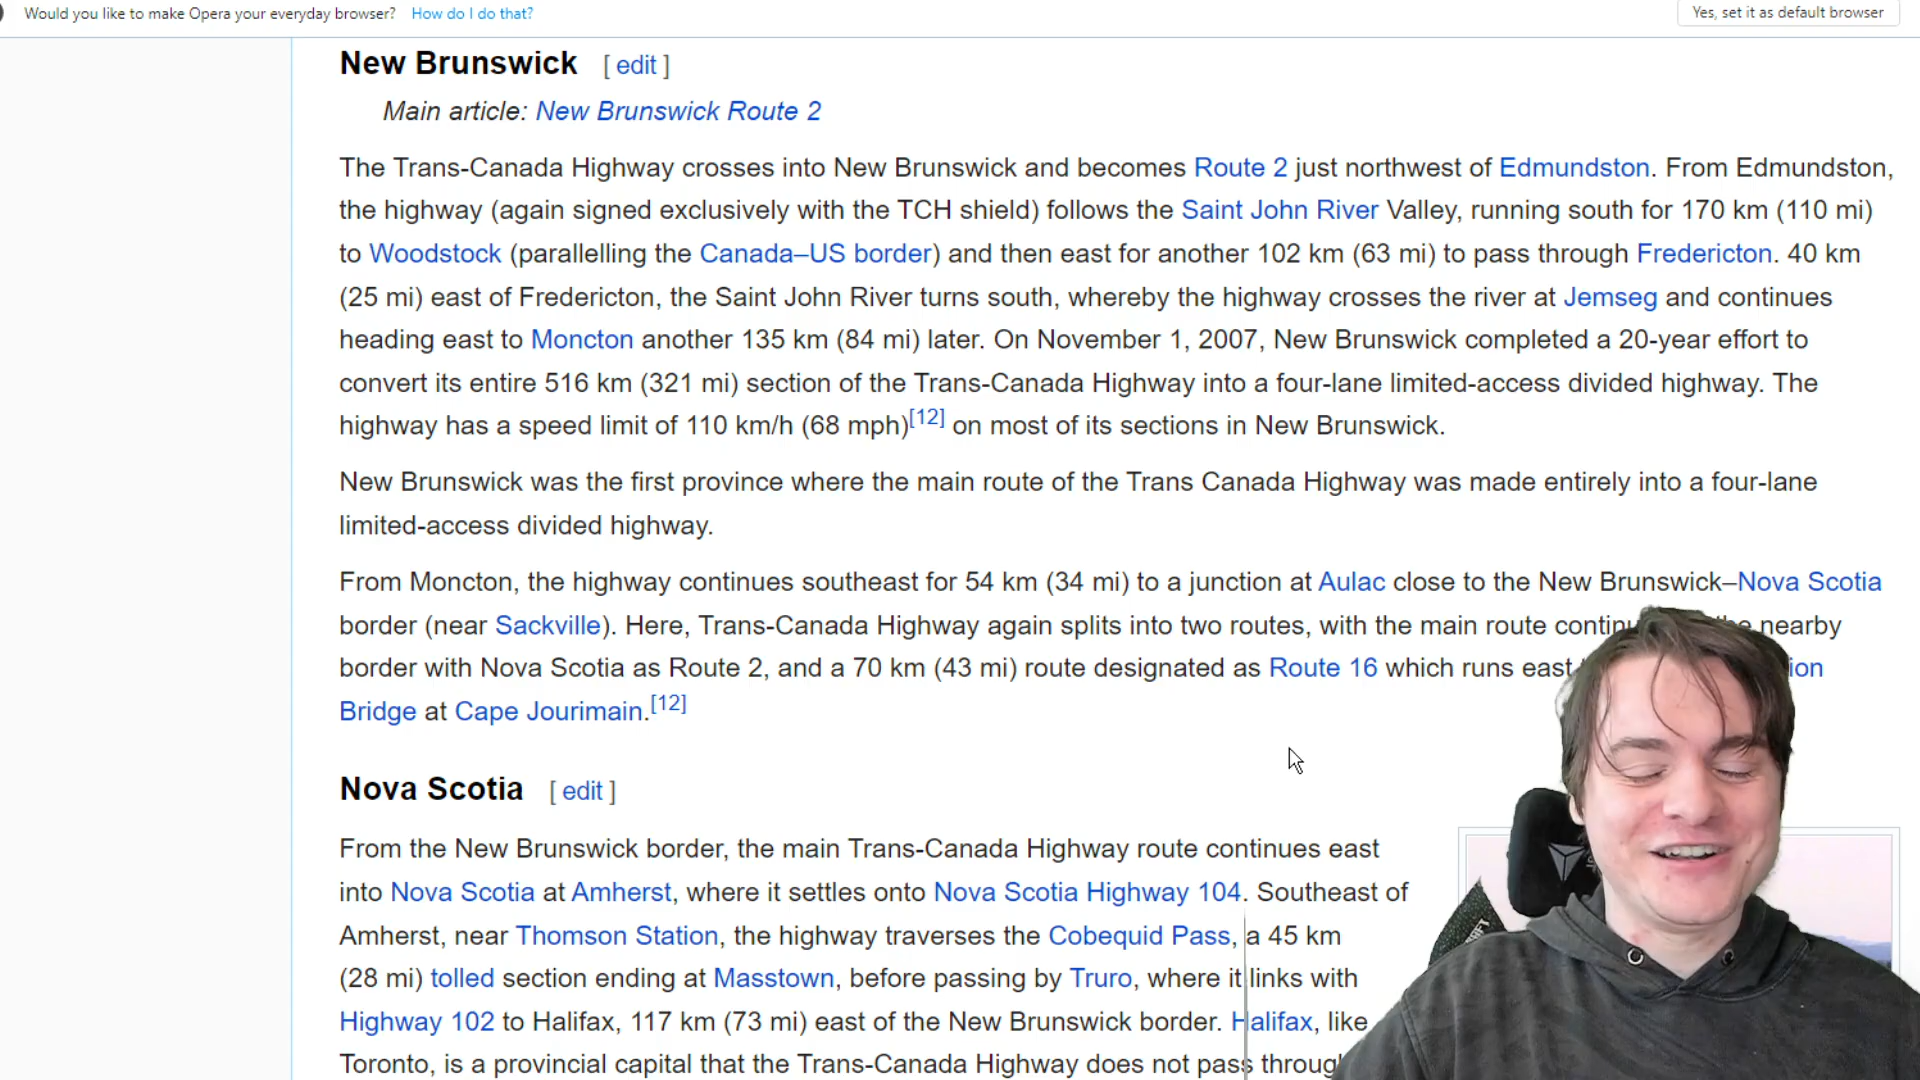 Would you like to make Opera your everyday browser? How do I do that? Yes, set it as default browser
New Brunswick [ edit ]
Main article: New Brunswick Route 2
The Trans-Canada Highway crosses into New Brunswick and becomes Route 2 just northwest of Edmundston. From Edmundston,
the highway (again signed exclusively with the TCH shield) follows the Saint John River Valley, running south for 170 km (110 mi)
to Woodstock (parallelling the Canada–US border) and then east for another 102 km (63 mi) to pass through Fredericton. 40 km
(25 mi) east of Fredericton, the Saint John River turns south, whereby the highway crosses the river at Jemseg and continues
heading east to Moncton another 135 km (84 mi) later. On November 1, 2007, New Brunswick completed a 20-year effort to
convert its entire 516 km (321 mi) section of the Trans-Canada Highway into a four-lane limited-access divided highway. The
highway has a speed limit of 110 km/h (68 mph)[12] on most of its sections in New Brunswick.
New Brunswick was the first province where the main route of the Trans Canada Highway was made entirely into a four-lane
limited-access divided highway.
From Moncton, the highway continues southeast for 54 km (34 mi) to a junction at Aulac close to the New Brunswick–Nova Scotia
border (near Sackville). Here, Trans-Canada Highway again splits into two routes, with the main route nearby
border with Nova Scotia as Route 2, and a 70 km (43 mi) route designated as Route 16 which runs east
Bridge at Cape Jourimain.[12]
Nova Scotia [ edit ]
From the New Brunswick border, the main Trans-Canada Highway route continues east
into Nova Scotia at Amherst, where it settles onto Nova Scotia Highway 104. Southeast of
Amherst, near Thomson Station, the highway traverses the Cobequid Pass, a 45 km
(28 mi) tolled section ending at Masstown, before passing by Truro, where it links with
Highway 102 to Halifax, 117 km (73 mi) east of the New Brunswick border. Halifax, like
Toronto, is a provincial capital that the Trans-Canada Highway does not pass